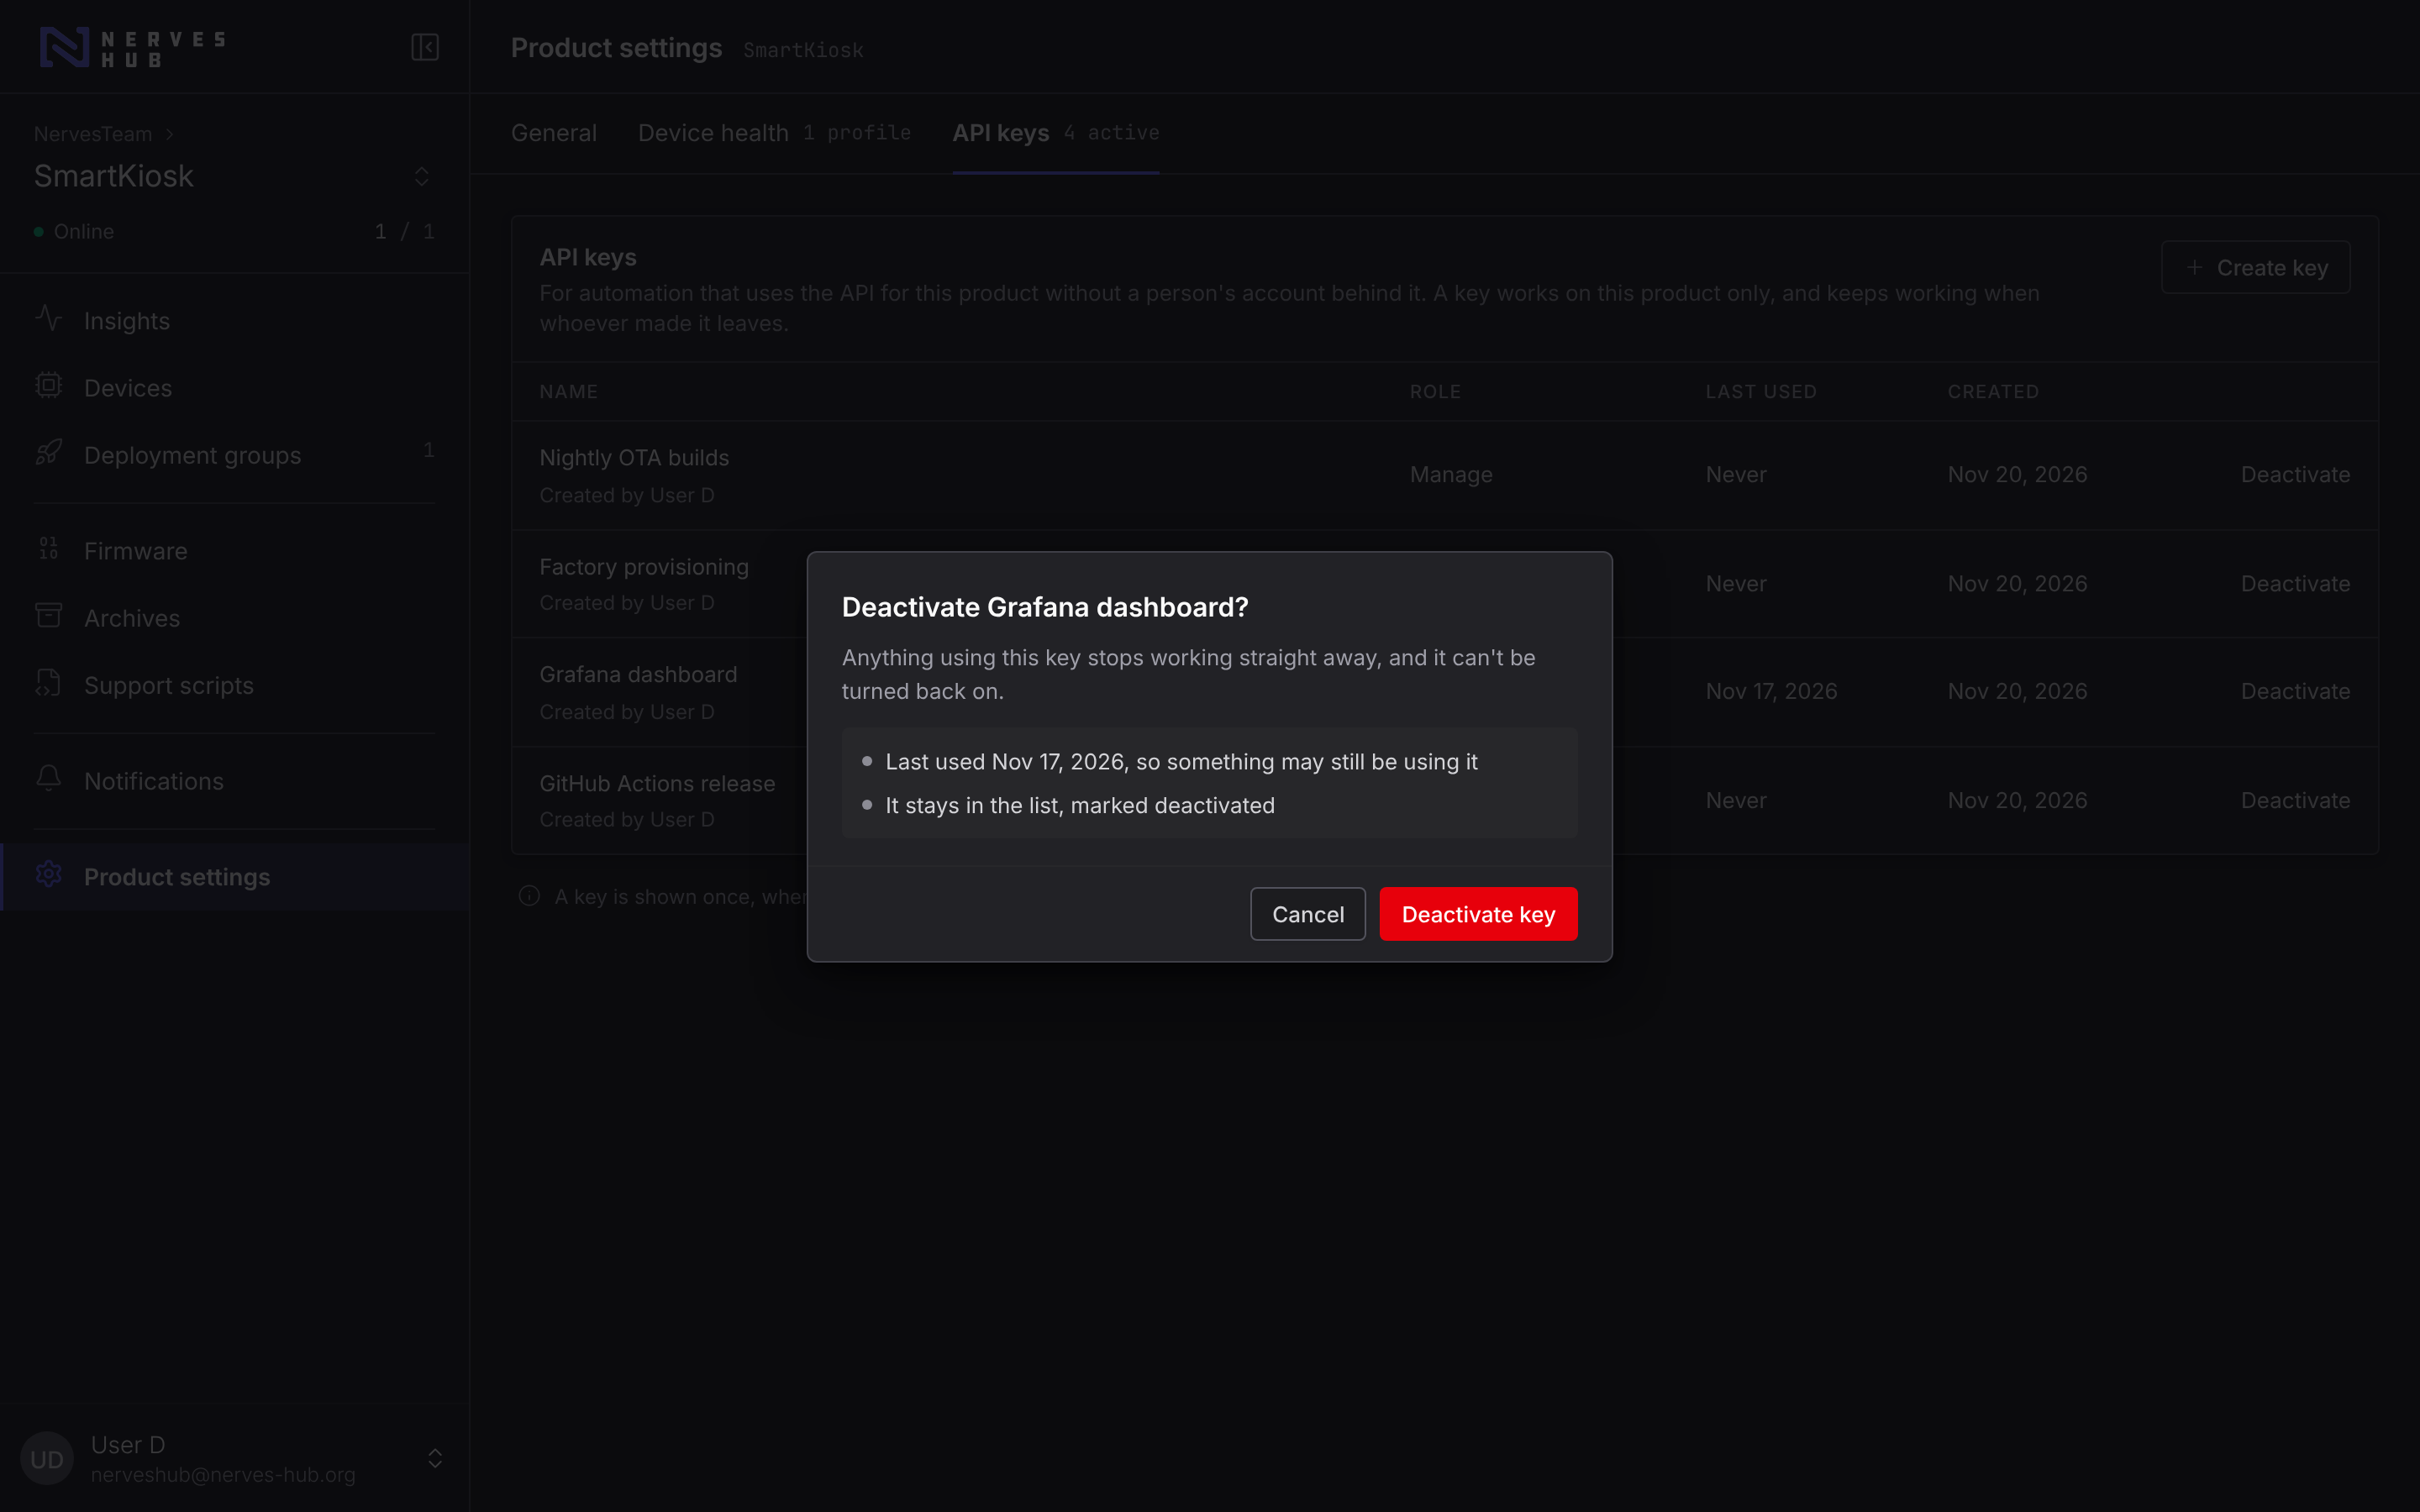 NERVES
HUB
NervesTeam
SmartKiosk
Online
1 / 1
Insights
Devices
Deployment groups
1
Firmware
Archives
Support scripts
Notifications
Product settings
User D
nerveshub@nerves-hub.org
UD
Product settings SmartKiosk
General
Device health 1 profile
API keys 4 active
API keys
For automation that uses the API for this product without a person's account behind it. A key works on this product only, and keeps working when
whoever made it leaves.
Create key
NAME ROLE LAST USED CREATED
Nightly OTA builds
Created by User D
Manage Never Nov 20, 2026 Deactivate
Factory provisioning
Created by User D
Never Nov 20, 2026 Deactivate
Grafana dashboard
Created by User D
Nov 17, 2026 Nov 20, 2026 Deactivate
GitHub Actions release
Created by User D
Never Nov 20, 2026 Deactivate
A key is shown once,
Deactivate Grafana dashboard?
Anything using this key stops working straight away, and it can't be
turned back on.
Last used Nov 17, 2026, so something may still be using it
It stays in the list, marked deactivated
Cancel
Deactivate key